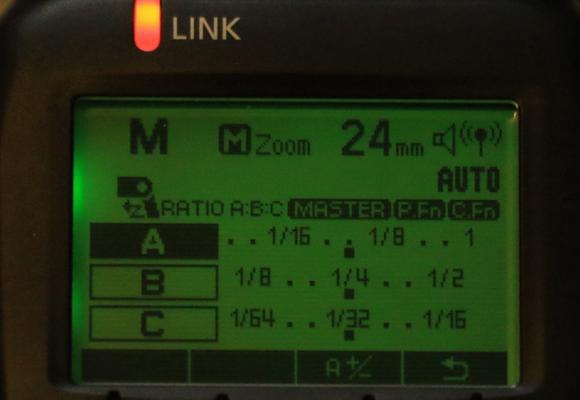 LINK
M M Zoom 24mm
AUTO
RATIO A:B:C MASTER P.Fn C.Fn
A . . 1/16 . . 1/8 . . 1
B 1/8 . . 1/4 . . 1/2
C 1/64 . . 1/32 . . 1/16
A+/-